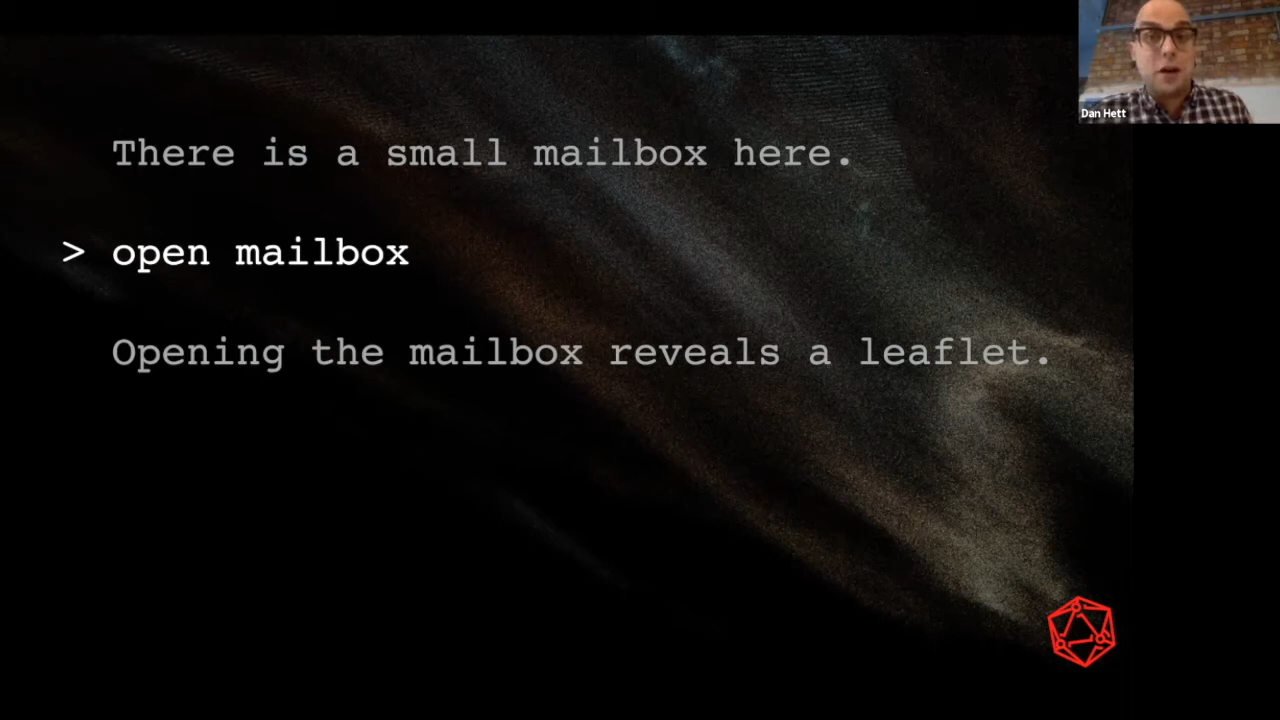 There is a small mailbox here.
> open mailbox
Opening the mailbox reveals a leaflet.
Dan Hett